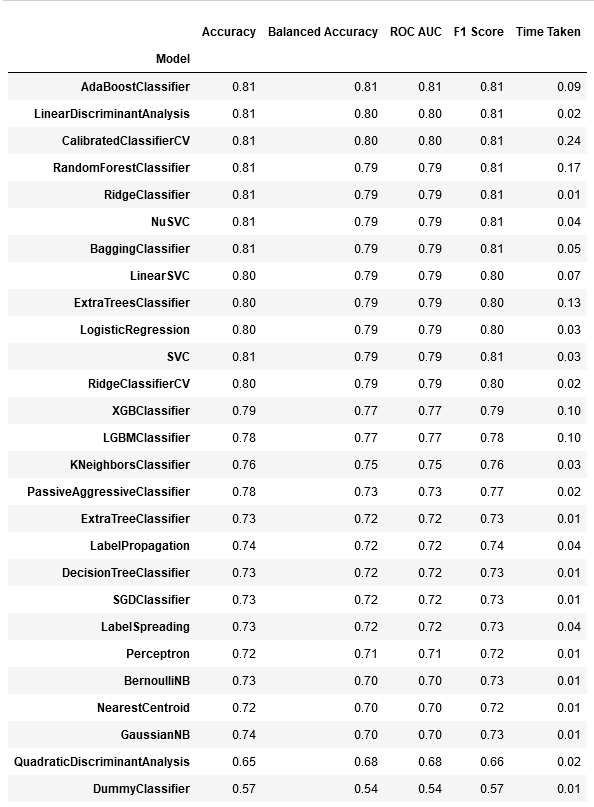 Accuracy Balanced Accuracy ROC AUC F1 Score Time Taken
Model
AdaBoostClassifier 0.81 0.81 0.81 0.81 0.09
LinearDiscriminantAnalysis 0.81 0.80 0.80 0.81 0.02
CalibratedClassifierCV 0.81 0.80 0.80 0.81 0.24
RandomForestClassifier 0.81 0.79 0.79 0.81 0.17
RidgeClassifier 0.81 0.79 0.79 0.81 0.01
NuSVC 0.81 0.79 0.79 0.81 0.04
BaggingClassifier 0.81 0.79 0.79 0.81 0.05
LinearSVC 0.80 0.79 0.79 0.80 0.07
ExtraTreesClassifier 0.80 0.79 0.79 0.80 0.13
LogisticRegression 0.80 0.79 0.79 0.80 0.03
SVC 0.81 0.79 0.79 0.81 0.03
RidgeClassifierCV 0.80 0.79 0.79 0.80 0.02
XGBClassifier 0.79 0.77 0.77 0.79 0.10
LGBMClassifier 0.78 0.77 0.77 0.78 0.10
KNeighborsClassifier 0.76 0.75 0.75 0.76 0.03
PassiveAggressiveClassifier 0.78 0.73 0.73 0.77 0.02
ExtraTreeClassifier 0.73 0.72 0.72 0.73 0.01
LabelPropagation 0.74 0.72 0.72 0.74 0.04
DecisionTreeClassifier 0.73 0.72 0.72 0.73 0.01
SGDClassifier 0.73 0.72 0.72 0.73 0.01
LabelSpreading 0.73 0.72 0.72 0.73 0.04
Perceptron 0.72 0.71 0.71 0.72 0.01
BernoulliNB 0.73 0.70 0.70 0.73 0.01
NearestCentroid 0.72 0.70 0.70 0.72 0.01
GaussianNB 0.74 0.70 0.70 0.73 0.01
QuadraticDiscriminantAnalysis 0.65 0.68 0.68 0.66 0.02
DummyClassifier 0.57 0.54 0.54 0.57 0.01